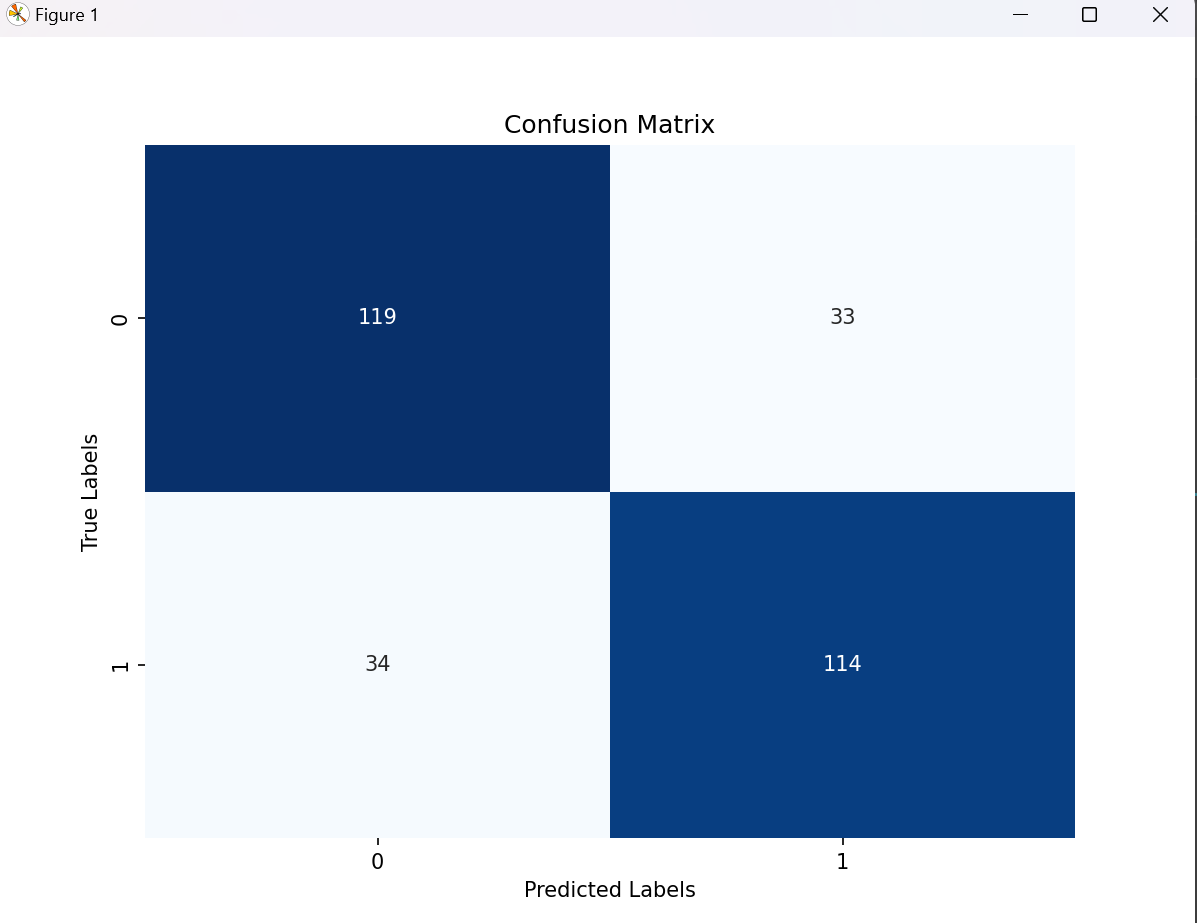 Figure 1
Confusion Matrix
119
33
0
True Labels
34
114
1
0
1
Predicted Labels